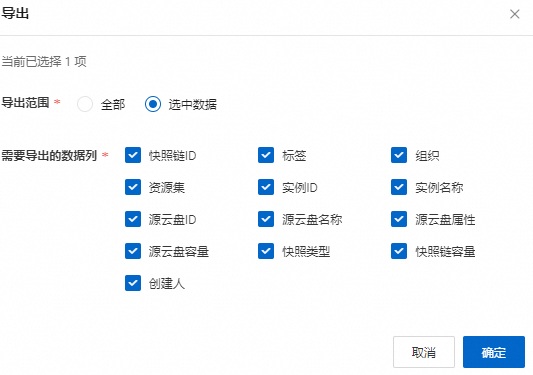 导出
当前已选择 1 项
导出范围 * 全部 选中数据
需要导出的数据列 * 快照链ID 标签 组织
资源集 实例ID 实例名称
源云盘ID 源云盘名称 源云盘属性
源云盘容量 快照类型 快照链容量
创建人
取消 确定